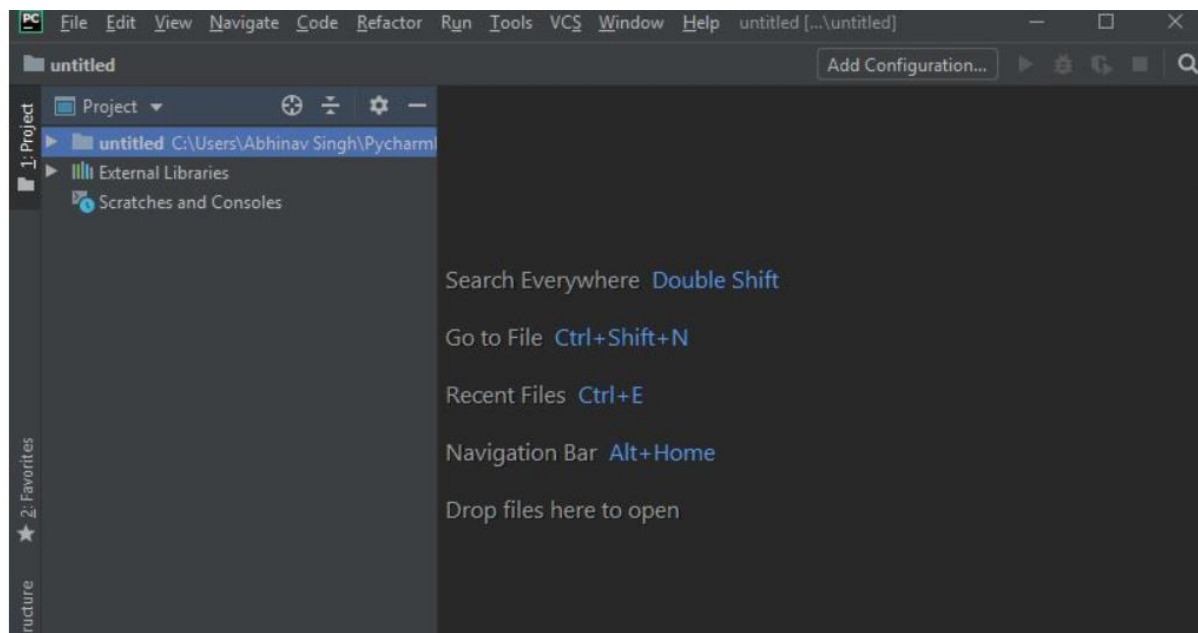 PC File Edit View Navigate Code Refactor Run Tools VCS Window Help untitled [...\untitled]
untitled Add Configuration...
1: Project
Project
untitled C:\Users\Abhinav Singh\Pycharm
External Libraries
Scratches and Consoles
Search Everywhere Double Shift
Go to File Ctrl+Shift+N
Recent Files Ctrl+E
Navigation Bar Alt+Home
Drop files here to open
2: Favorites
ructure